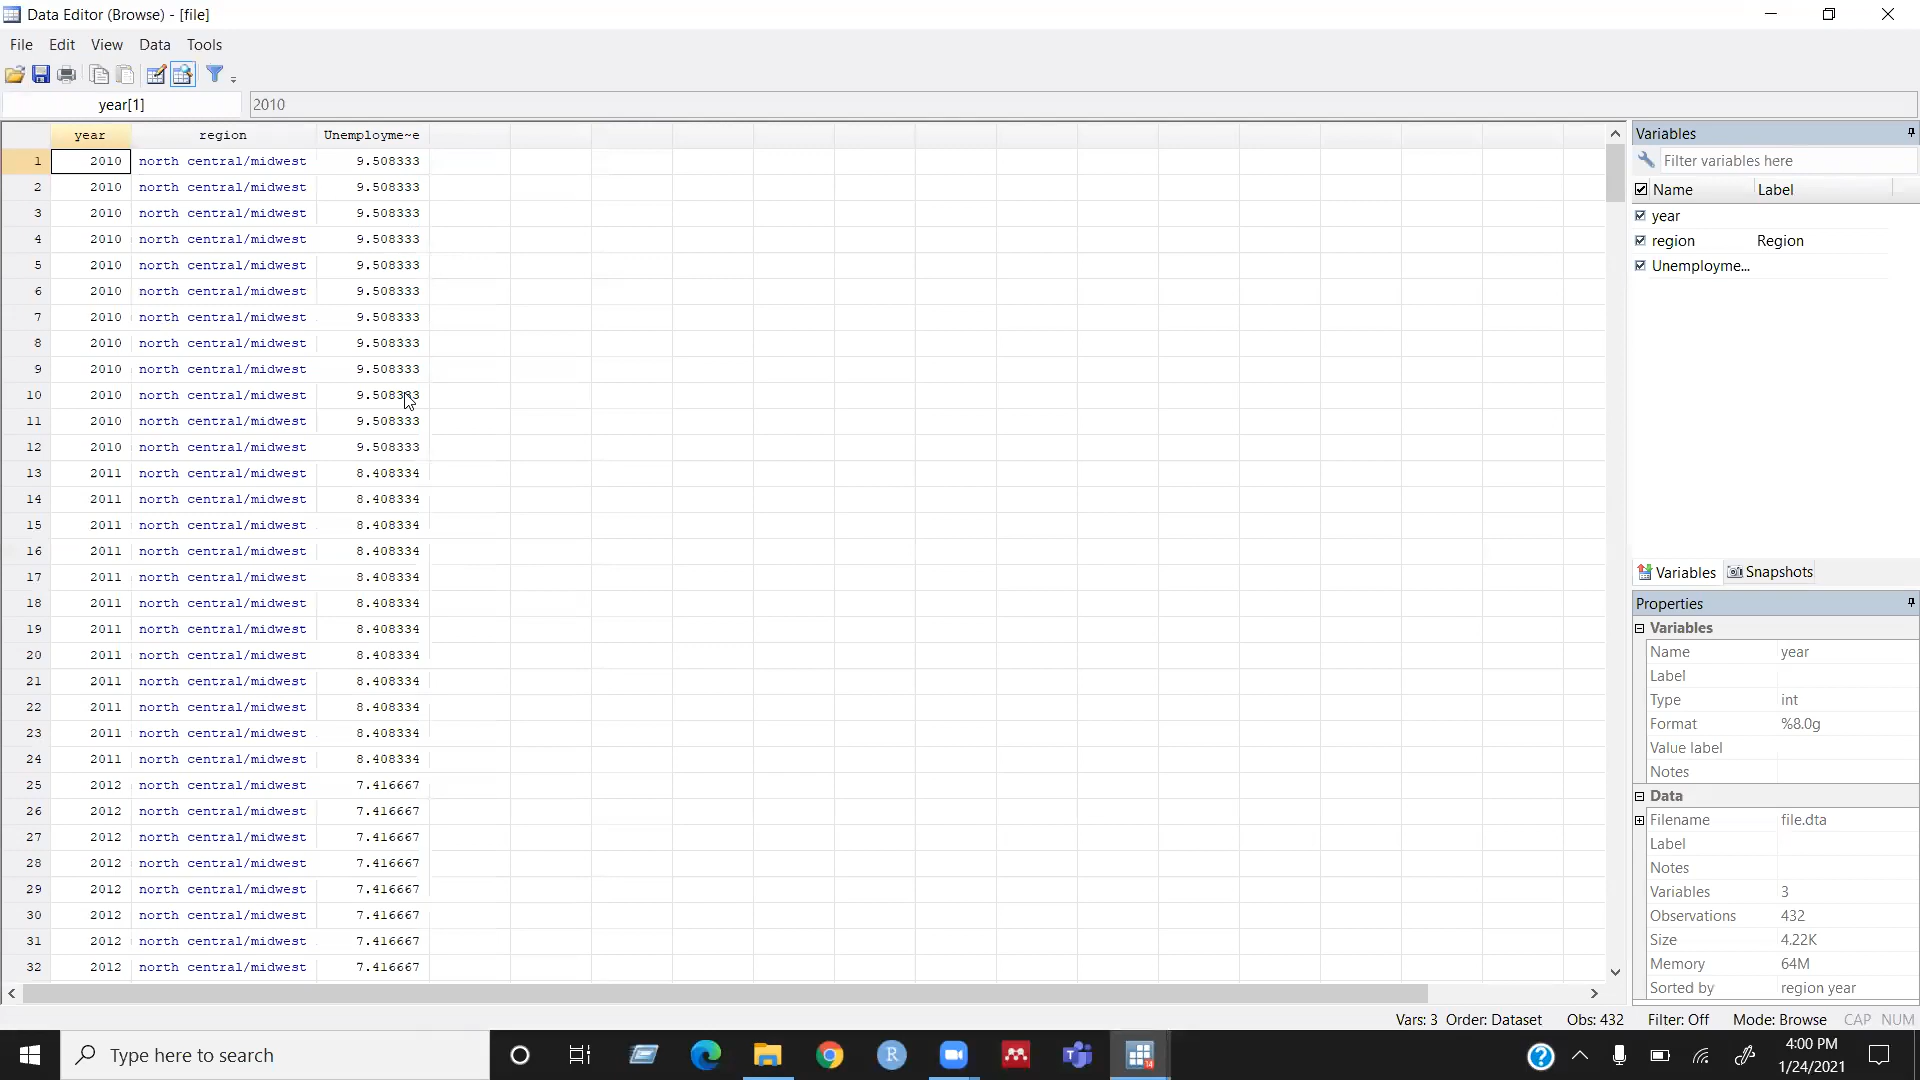 Data Editor (Browse) - [file]
File Edit View Data Tools
year[1] 2010
year region Unemployme~e
1 2010 north central/midwest 9.508333
2 2010 north central/midwest 9.508333
3 2010 north central/midwest 9.508333
4 2010 north central/midwest 9.508333
5 2010 north central/midwest 9.508333
6 2010 north central/midwest 9.508333
7 2010 north central/midwest 9.508333
8 2010 north central/midwest 9.508333
9 2010 north central/midwest 9.508333
10 2010 north central/midwest 9.508333
11 2010 north central/midwest 9.508333
12 2010 north central/midwest 9.508333
13 2011 north central/midwest 8.408334
14 2011 north central/midwest 8.408334
15 2011 north central/midwest 8.408334
16 2011 north central/midwest 8.408334
17 2011 north central/midwest 8.408334
18 2011 north central/midwest 8.408334
19 2011 north central/midwest 8.408334
20 2011 north central/midwest 8.408334
21 2011 north central/midwest 8.408334
22 2011 north central/midwest 8.408334
23 2011 north central/midwest 8.408334
24 2011 north central/midwest 8.408334
25 2012 north central/midwest 7.416667
26 2012 north central/midwest 7.416667
27 2012 north central/midwest 7.416667
28 2012 north central/midwest 7.416667
29 2012 north central/midwest 7.416667
30 2012 north central/midwest 7.416667
31 2012 north central/midwest 7.416667
32 2012 north central/midwest 7.416667
Variables
Filter variables here
Name Label
year
region Region
Unemployme...
Variables Snapshots
Properties
Variables
Name year
Label
Type int
Format %8.0g
Value label
Notes
Data
Filename file.dta
Label
Notes
Variables 3
Observations 432
Size 4.22K
Memory 64M
Sorted by region year
Vars: 3 Order: Dataset Obs: 432 Filter: Off Mode: Browse CAP NUM
Type here to search
R
14
4:00 PM
1/24/2021